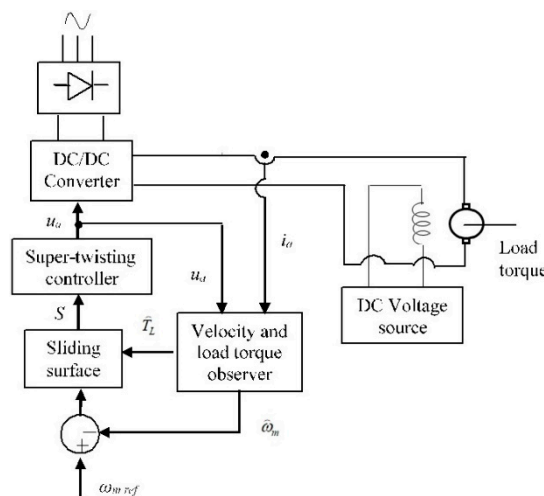 DC/DC
Converter
u_a
i_a
Super-twisting
controller
u_a
Load
torque
DC Voltage
source
S
T̂_L
Sliding
surface
Velocity and
load torque
observer
−
ω̂_m
+
ω_m ref